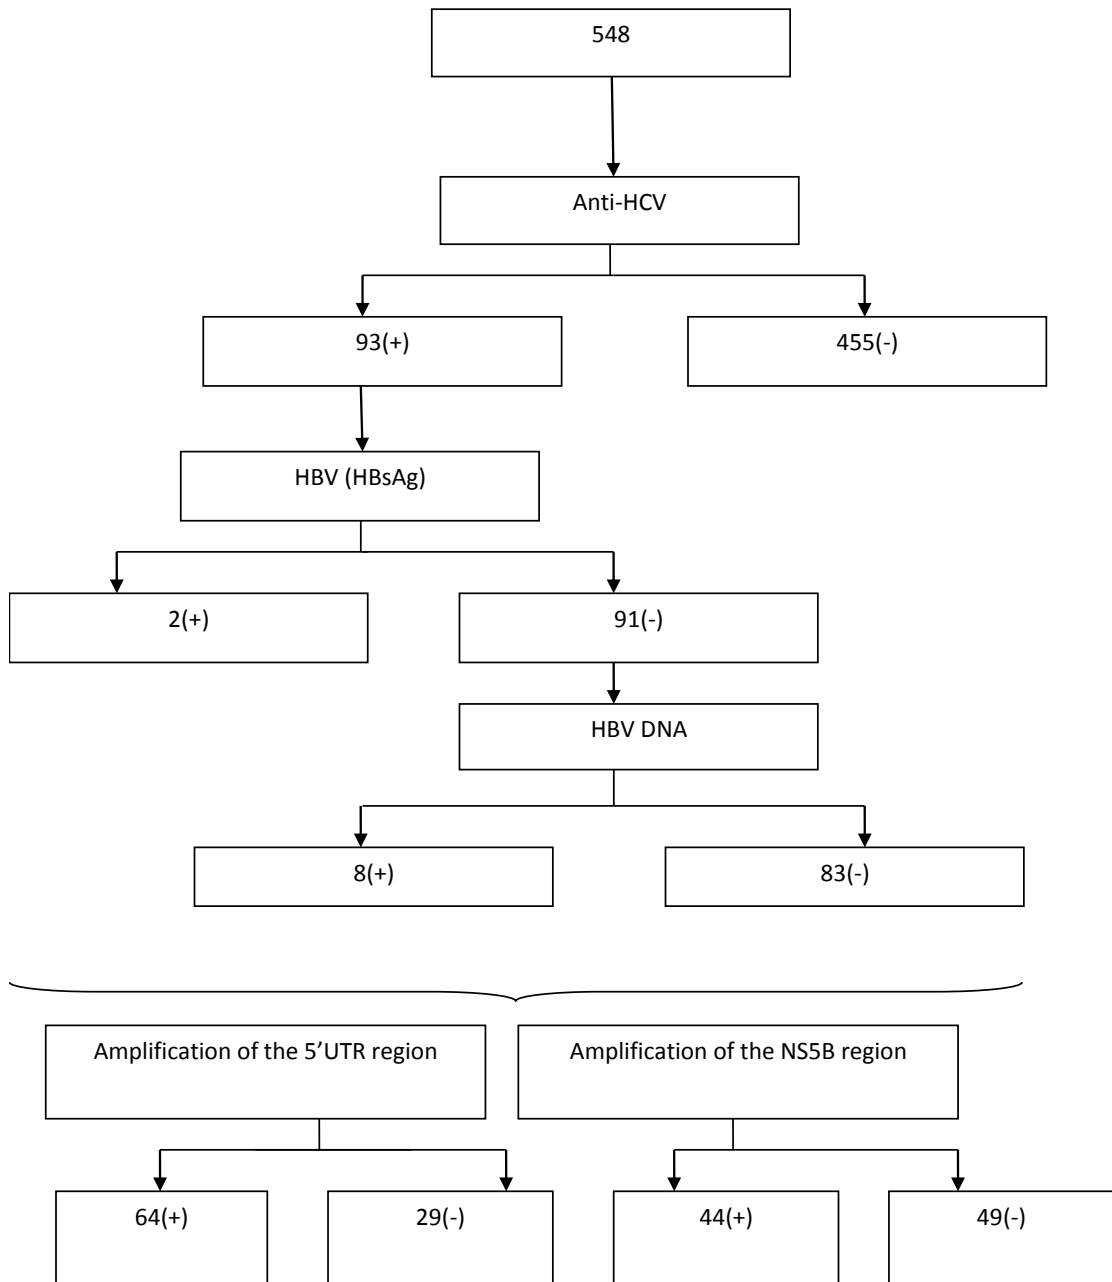 548
Anti-HCV
93(+)
455(-)
HBV (HBsAg)
2(+)
91(-)
HBV DNA
8(+)
83(-)
Amplification of the 5’UTR region
Amplification of the NS5B region
64(+)
29(-)
44(+)
49(-)